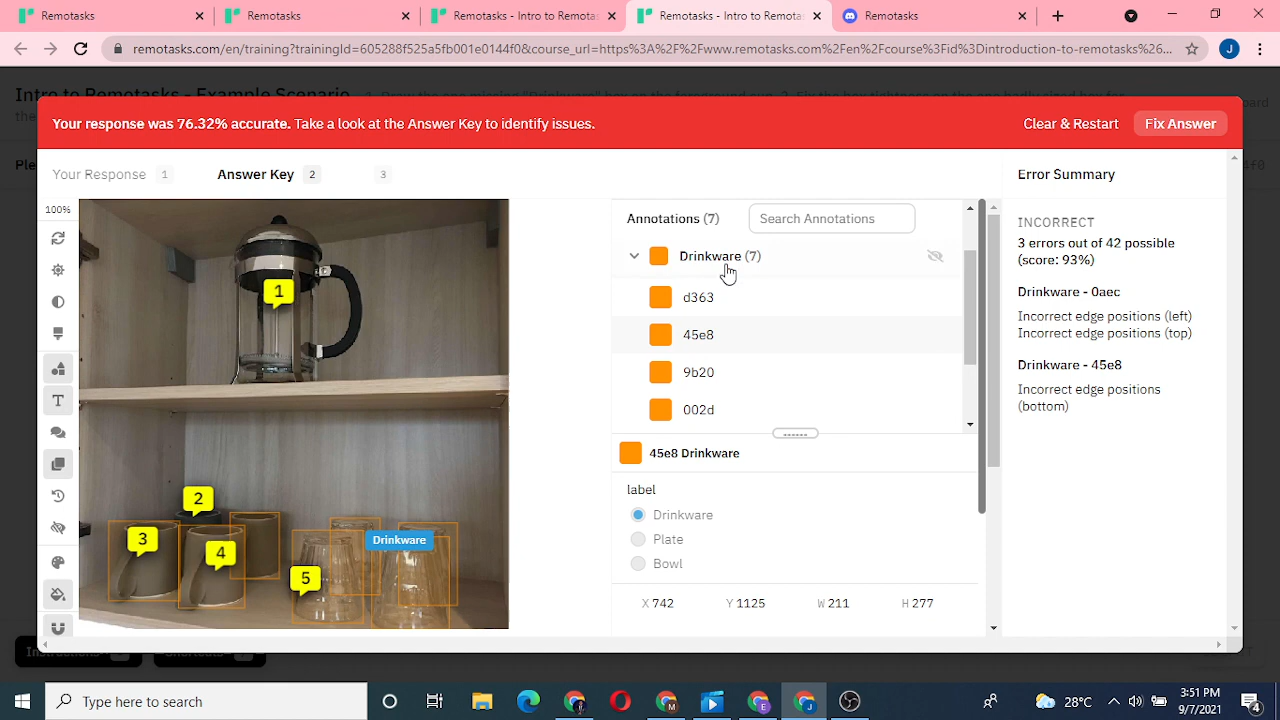 Remotasks
Remotasks
Remotasks - Intro to Remota
Remotasks - Intro to Remota
Remotasks
remotasks.com/en/training?trainingId=605288f525a5fb001e0144f0&course_url=https%3A%2F%2Fwww.remotasks.com%2Fen%2Fcourse%3Fid%3Dintroduction-to-remotasks%26...
J
Intro to Remotasks - Example Scenario
Your response was 76.32% accurate. Take a look at the Answer Key to identify issues.
Clear & Restart
Fix Answer
Your Response 1
Answer Key 2
3
Error Summary
100%
Annotations (7)
Search Annotations
Drinkware (7)
d363
45e8
9b20
002d
INCORRECT
3 errors out of 42 possible
(score: 93%)
Drinkware - 0aec
Incorrect edge positions (left)
Incorrect edge positions (top)
Drinkware - 45e8
Incorrect edge positions
(bottom)
1
2
3
4
5
Drinkware
45e8 Drinkware
label
Drinkware
Plate
Bowl
X 742
Y 1125
W 211
H 277
Type here to search
28°C
3:51 PM
9/7/2021
4